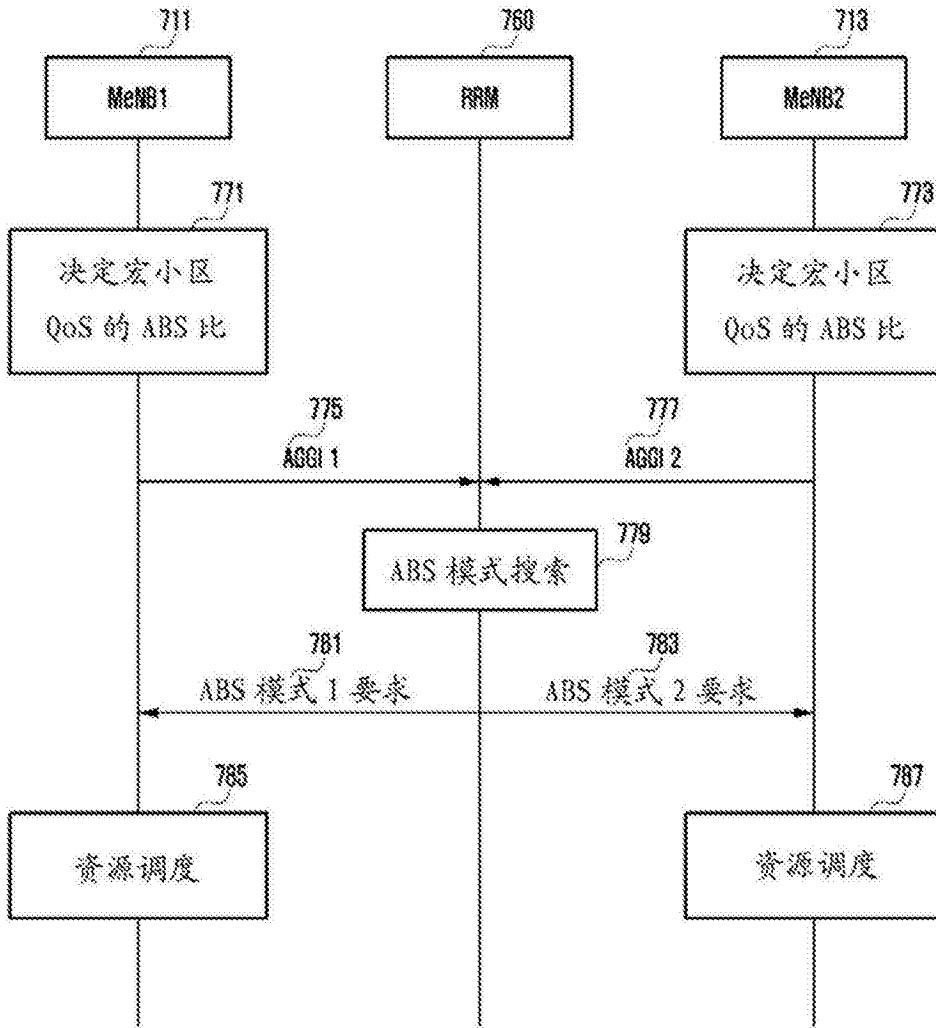 711
760
713
MeNB1
RRM
MeNB2
771
773
决定宏小区
QoS 的 ABS 比
决定宏小区
QoS 的 ABS 比
775
777
AGGI 1
AGGI 2
779
ABS 模式搜索
781
783
ABS 模式 1 要求
ABS 模式 2 要求
785
787
资源调度
资源调度